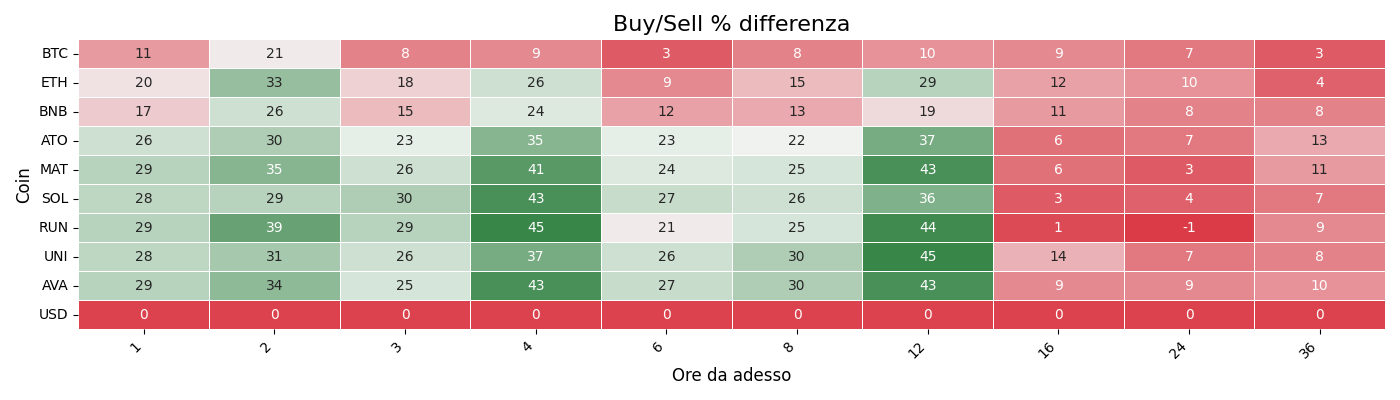 Buy/Sell % differenza
Coin
BTC 11 21 8 9 3 8 10 9 7 3
ETH 20 33 18 26 9 15 29 12 10 4
BNB 17 26 15 24 12 13 19 11 8 8
ATO 26 30 23 35 23 22 37 6 7 13
MAT 29 35 26 41 24 25 43 6 3 11
SOL 28 29 30 43 27 26 36 3 4 7
RUN 29 39 29 45 21 25 44 1 -1 9
UNI 28 31 26 37 26 30 45 14 7 8
AVA 29 34 25 43 27 30 43 9 9 10
USD 0 0 0 0 0 0 0 0 0 0
1 2 3 4 6 8 12 16 24 36
Ore da adesso